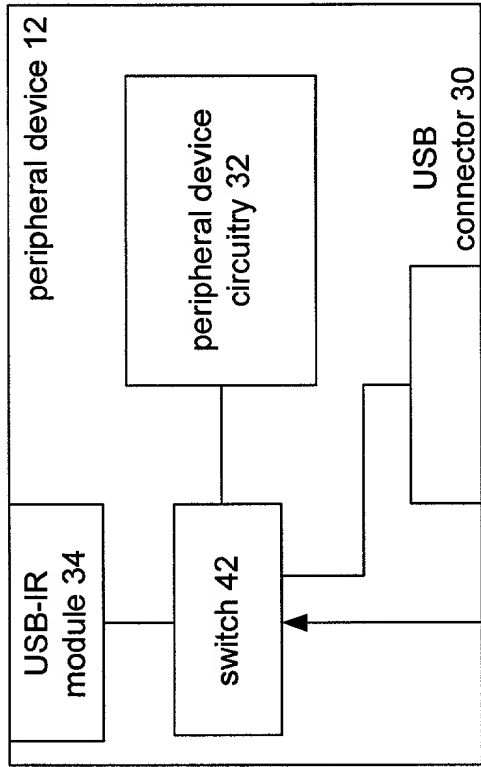 peripheral device 12
USB-IR
module 34
peripheral device
circuitry 32
switch 42
USB
connector 30